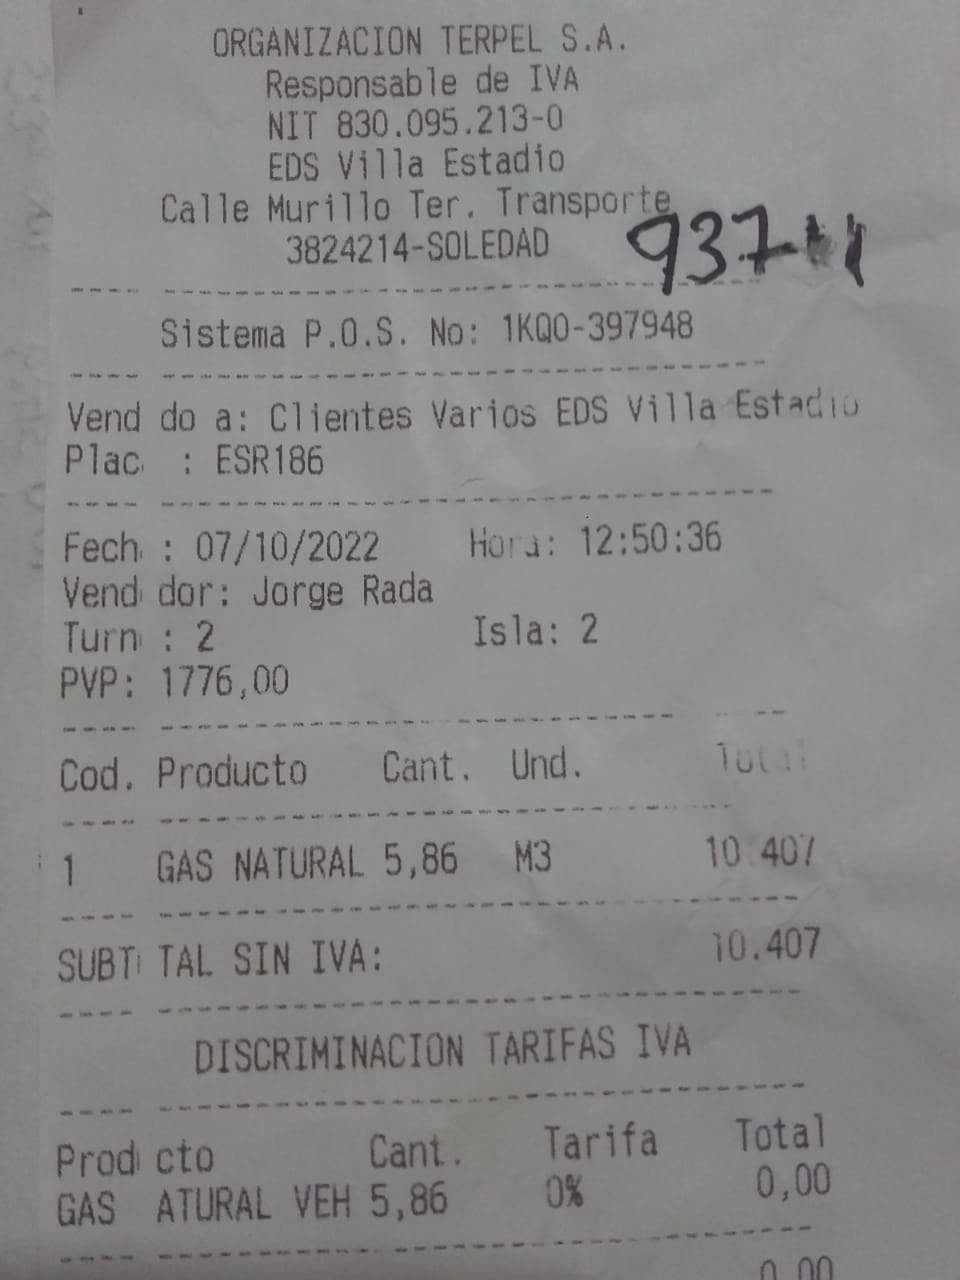 ORGANIZACION TERPEL S.A.
Responsable de IVA
NIT 830.095.213-0
EDS Villa Estadio
Calle Murillo Ter. Transporte
3824214-SOLEDAD
Sistema P.O.S. No: 1KQ0-397948
Vend do a: Clientes Varios EDS Villa Estadio
Plac : ESR186
Fech : 07/10/2022 Hora: 12:50:36
Vend dor: Jorge Rada
Turn : 2 Isla: 2
PVP: 1776,00
Cod. Producto Cant. Und. Total
1 GAS NATURAL 5,86 M3 10.407
SUBT TAL SIN IVA: 10.407
DISCRIMINACION TARIFAS IVA
Prod cto Cant. Tarifa Total
GAS ATURAL VEH 5,86 0% 0,00